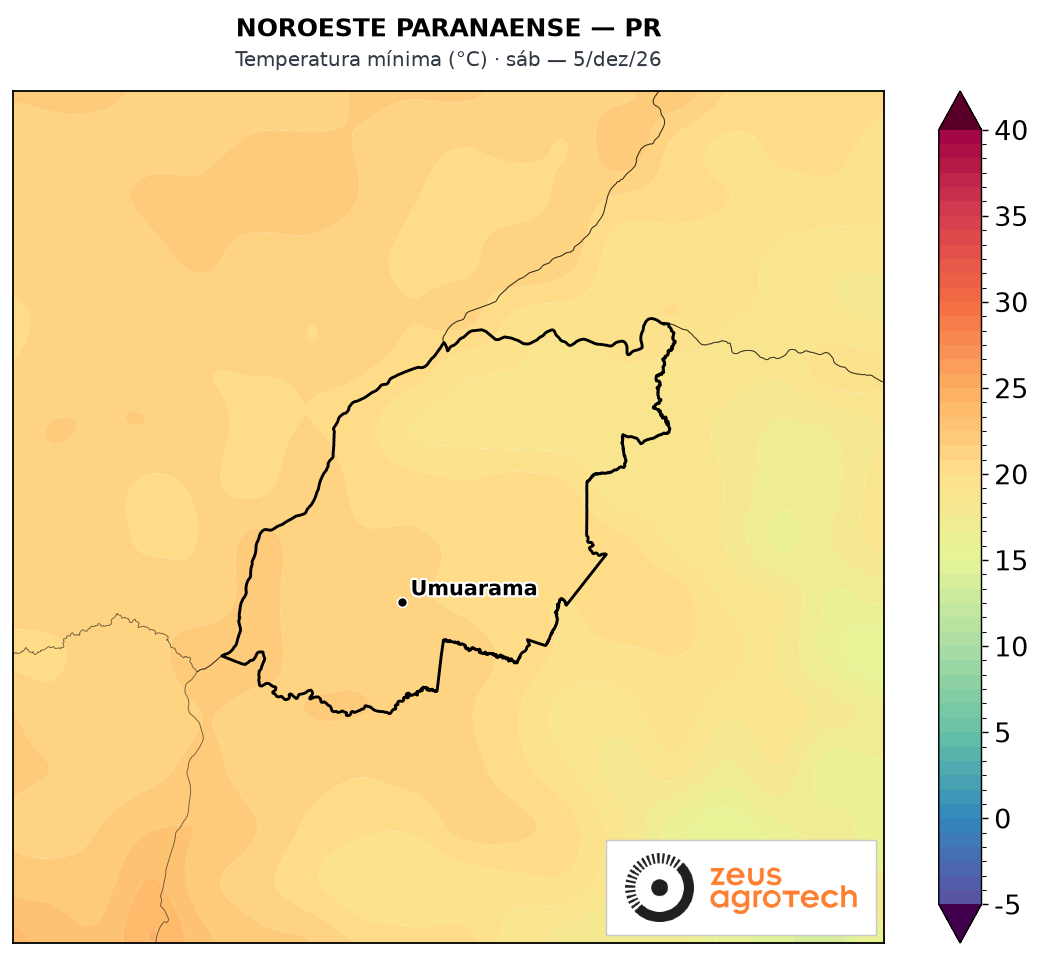 NOROESTE PARANAENSE — PR
Temperatura mínima (°C) · sáb — 5/dez/26
40
35
30
25
20
15
10
5
0
-5
Umuarama
zeus
agrotech